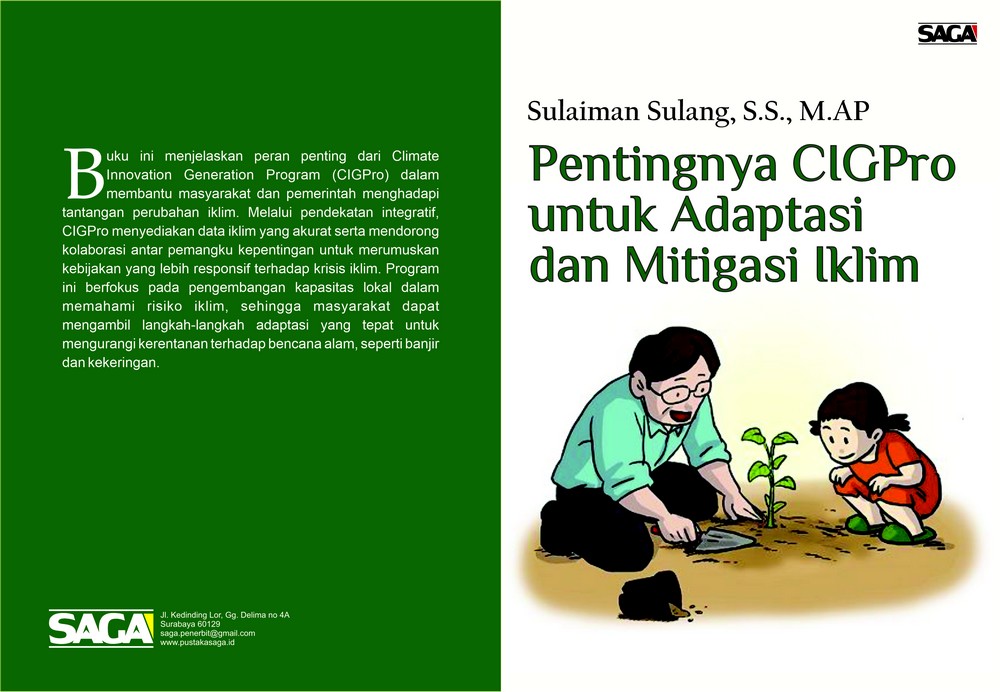 Buku ini menjelaskan peran penting dari Climate
Innovation Generation Program (CIGPro) dalam
membantu masyarakat dan pemerintah menghadapi
tantangan perubahan iklim. Melalui pendekatan integratif,
CIGPro menyediakan data iklim yang akurat serta mendorong
kolaborasi antar pemangku kepentingan untuk merumuskan
kebijakan yang lebih responsif terhadap krisis iklim. Program
ini berfokus pada pengembangan kapasitas lokal dalam
memahami risiko iklim, sehingga masyarakat dapat
mengambil langkah-langkah adaptasi yang tepat untuk
mengurangi kerentanan terhadap bencana alam, seperti banjir
dan kekeringan.
SAGA
Jl. Kedinding Lor, Gg. Delima no 4A
Surabaya 60129
saga.penerbit@gmail.com
www.pustakasaga.id
SAGA
Sulaiman Sulang, S.S., M.AP
Pentingnya CIGPro
untuk Adaptasi
dan Mitigasi Iklim